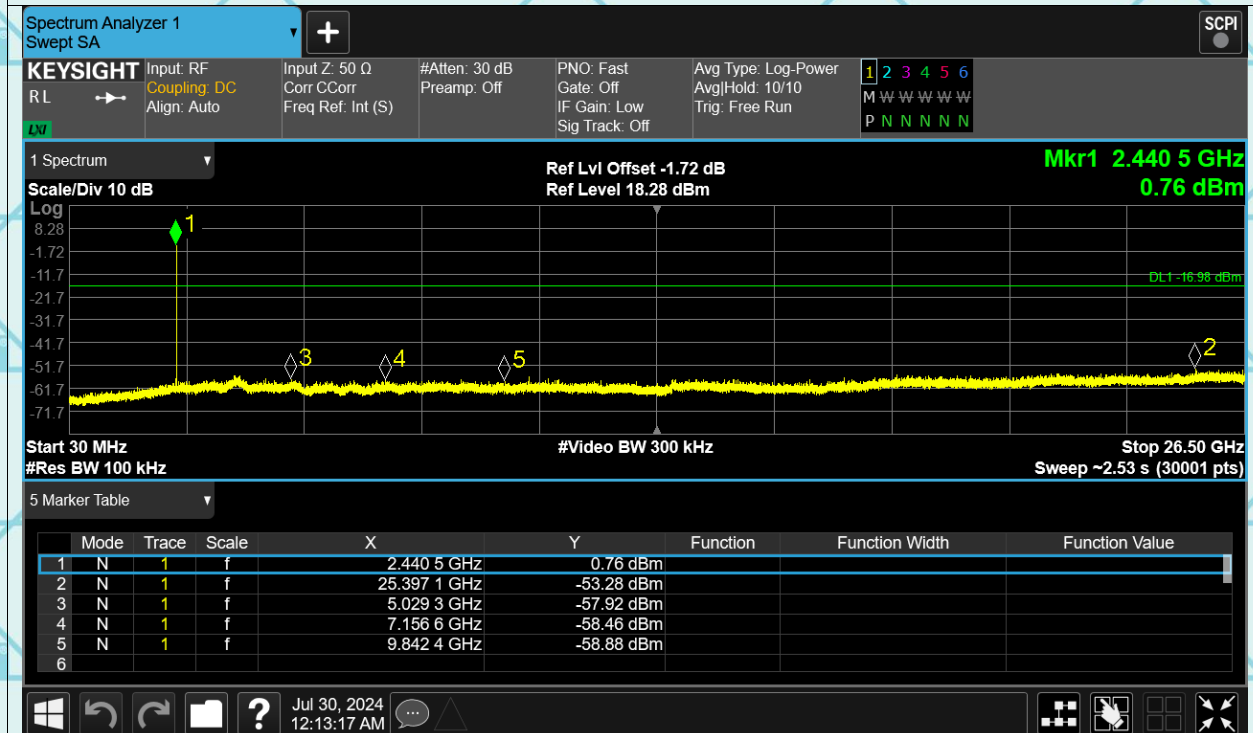 Spectrum Analyzer 1
Swept SA
+
SCPI
KEYSIGHT
R L
LXI
Input: RF
Coupling: DC
Align: Auto
Input Z: 50 Ω
Corr CCorr
Freq Ref: Int (S)
#Atten: 30 dB
Preamp: Off
PNO: Fast
Gate: Off
IF Gain: Low
Sig Track: Off
Avg Type: Log-Power
Avg|Hold: 10/10
Trig: Free Run
1 2 3 4 5 6
M W W W W W
P N N N N N
1 Spectrum
Scale/Div 10 dB
Ref Lvl Offset -1.72 dB
Ref Level 18.28 dBm
Mkr1 2.440 5 GHz
0.76 dBm
Log
8.28
-1.72
-11.7
-21.7
-31.7
-41.7
-51.7
-61.7
-71.7
1
DL1 -16.98 dBm
3
4
5
2
Start 30 MHz
#Video BW 300 kHz
Stop 26.50 GHz
#Res BW 100 kHz
Sweep ~2.53 s (30001 pts)
5 Marker Table
Mode Trace Scale X Y Function Function Width Function Value
1 N 1 f 2.440 5 GHz 0.76 dBm
2 N 1 f 25.397 1 GHz -53.28 dBm
3 N 1 f 5.029 3 GHz -57.92 dBm
4 N 1 f 7.156 6 GHz -58.46 dBm
5 N 1 f 9.842 4 GHz -58.88 dBm
6
?
Jul 30, 2024
12:13:17 AM